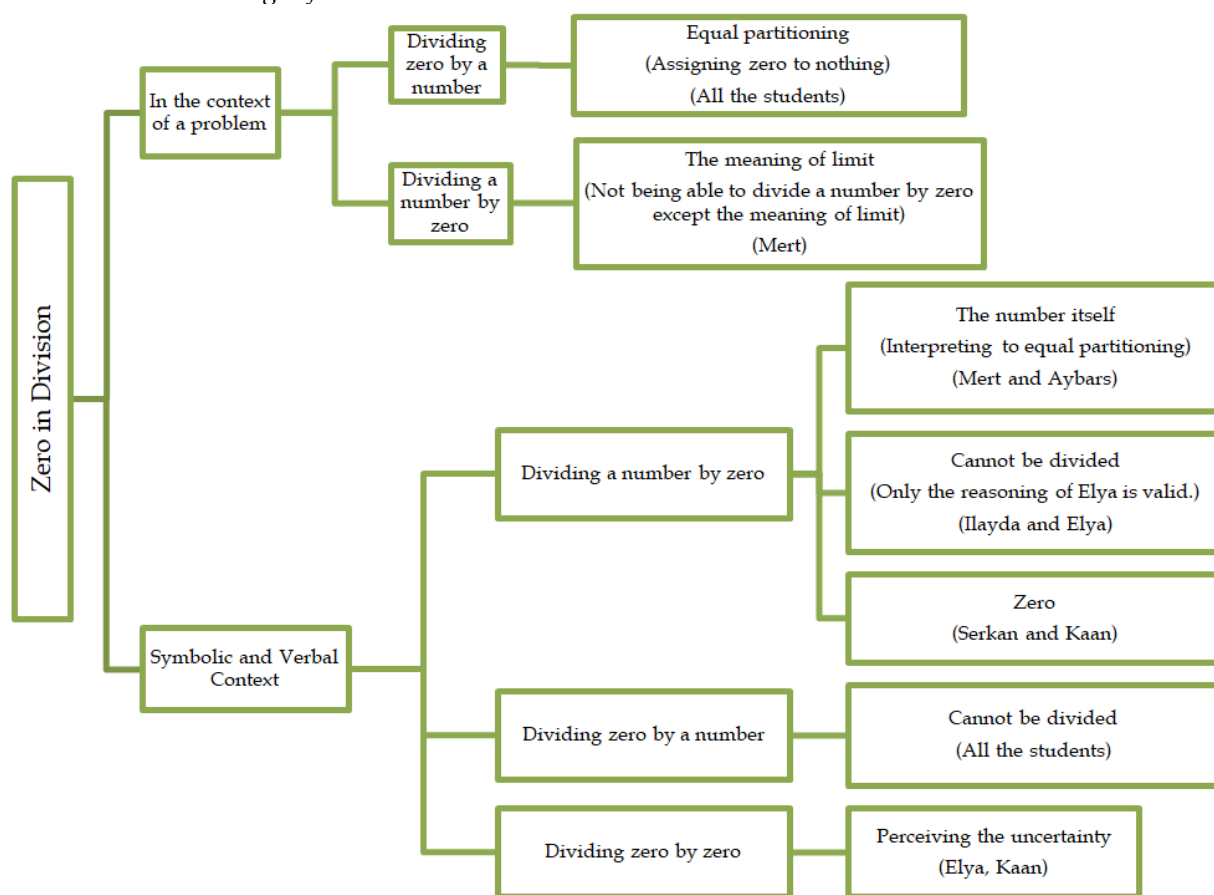 Zero in Division
In the context
of a problem
Dividing
zero by a
number
Equal partitioning
(Assigning zero to nothing)
(All the students)
Dividing a
number by
zero
The meaning of limit
(Not being able to divide a number by zero
except the meaning of limit)
(Mert)
Symbolic and Verbal
Context
Dividing a number by zero
The number itself
(Interpreting to equal partitioning)
(Mert and Aybars)
Cannot be divided
(Only the reasoning of Elya is valid.)
(Ilayda and Elya)
Zero
(Serkan and Kaan)
Dividing zero by a number
Cannot be divided
(All the students)
Dividing zero by zero
Perceiving the uncertainty
(Elya, Kaan)